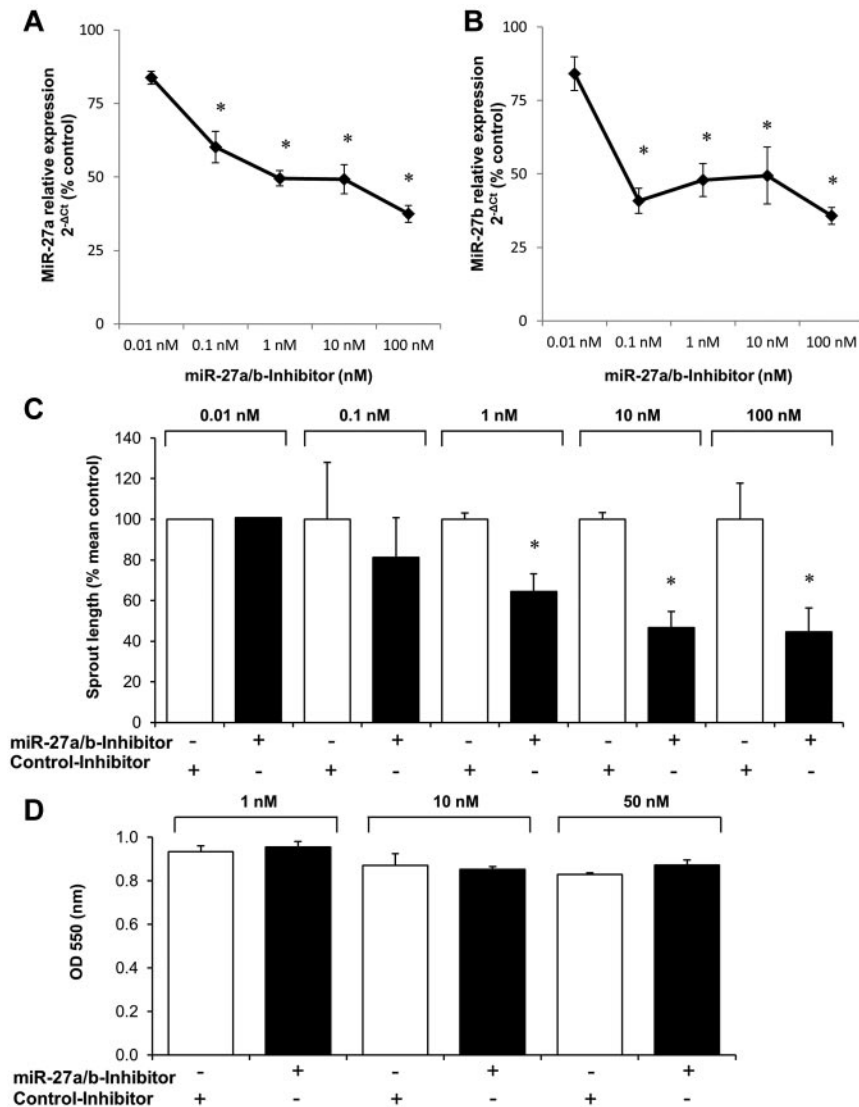 A
MiR-27a relative expression
2-ΔCt (% control)
100
75
50
25
0
*
*
*
*
0.01 nM 0.1 nM 1 nM 10 nM 100 nM
miR-27a/b-Inhibitor (nM)
B
MiR-27b relative expression
2-ΔCt (% control)
100
75
50
25
0
*
*
*
*
0.01 nM 0.1 nM 1 nM 10 nM 100 nM
miR-27a/b-Inhibitor (nM)
C
0.01 nM 0.1 nM 1 nM 10 nM 100 nM
Sprout length (% mean control)
140
120
100
80
60
40
20
0
*
*
*
miR-27a/b-Inhibitor - + - + - + - + - +
Control-Inhibitor + - + - + - + - + -
D
1 nM 10 nM 50 nM
OD 550 (nm)
1.0
0.8
0.6
0.4
0.2
0.0
miR-27a/b-Inhibitor - + - + - +
Control-Inhibitor + - + - + -